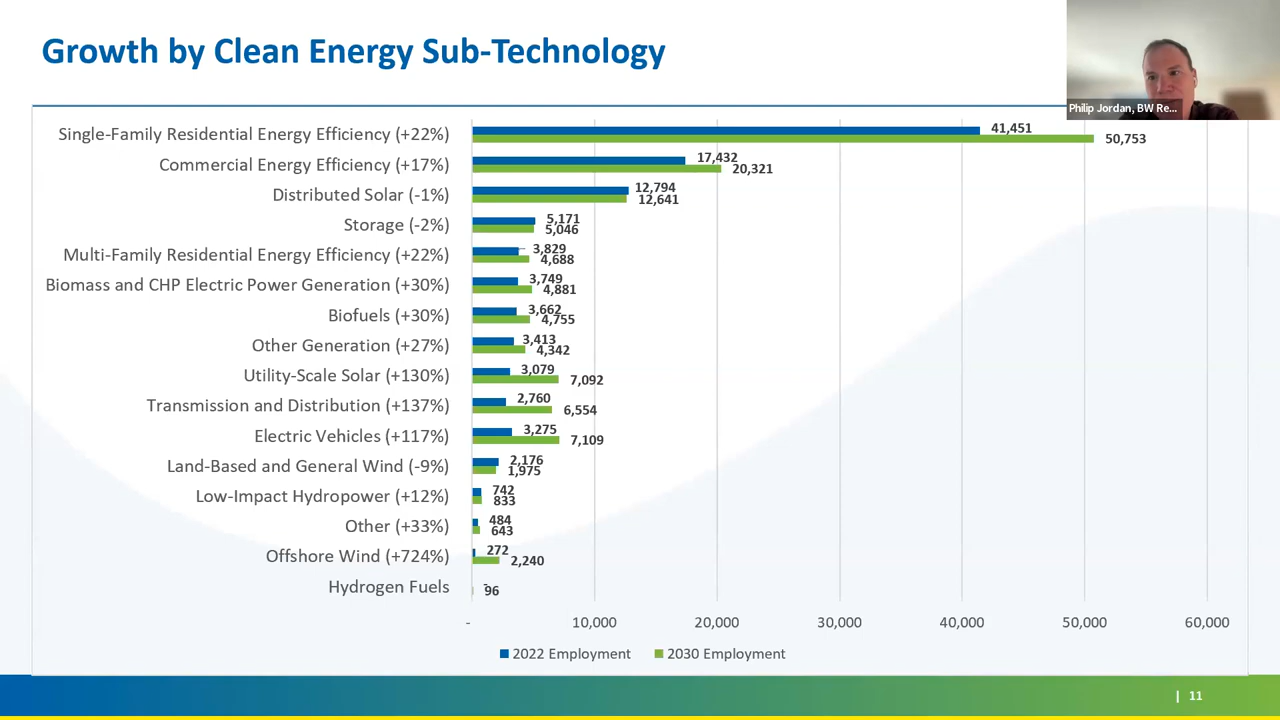 Growth by Clean Energy Sub-Technology
Philip Jordan, BW Re...
Single-Family Residential Energy Efficiency (+22%) 41,451 50,753
Commercial Energy Efficiency (+17%) 17,432 20,321
Distributed Solar (-1%) 12,794 12,641
Storage (-2%) 5,171 5,046
Multi-Family Residential Energy Efficiency (+22%) 3,829 4,688
Biomass and CHP Electric Power Generation (+30%) 3,749 4,881
Biofuels (+30%) 3,662 4,755
Other Generation (+27%) 3,413 4,342
Utility-Scale Solar (+130%) 3,079 7,092
Transmission and Distribution (+137%) 2,760 6,554
Electric Vehicles (+117%) 3,275 7,109
Land-Based and General Wind (-9%) 2,176 1,975
Low-Impact Hydropower (+12%) 742 833
Other (+33%) 484 643
Offshore Wind (+724%) 272 2,240
Hydrogen Fuels - 96
- 10,000 20,000 30,000 40,000 50,000 60,000
2022 Employment 2030 Employment
| 11